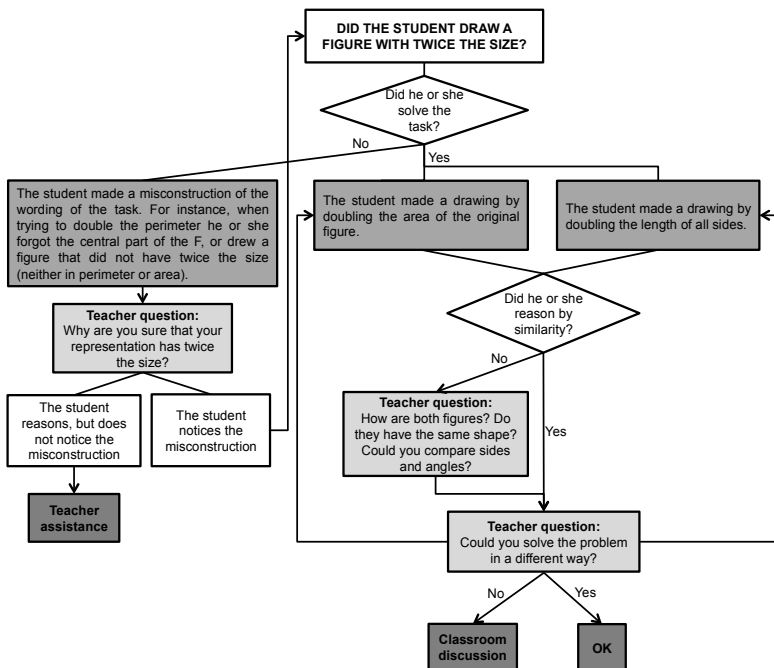 DID THE STUDENT DRAW A
FIGURE WITH TWICE THE SIZE?
Did he or she
solve the
task?
No
Yes
The student made a misconstruction of the
wording of the task. For instance, when
trying to double the perimeter he or she
forgot the central part of the F, or drew a
figure that did not have twice the size
(neither in perimeter or area).
The student made a drawing by
doubling the area of the original
figure.
The student made a drawing by
doubling the length of all sides.
Teacher question:
Why are you sure that your
representation has twice
the size?
Did he or she
reason by
similarity?
No
Yes
The student
reasons, but does
not notice the
misconstruction
The student
notices the
misconstruction
Teacher question:
How are both figures? Do
they have the same shape?
Could you compare sides
and angles?
Teacher
assistance
Teacher question:
Could you solve the problem
in a different way?
No
Yes
Classroom
discussion
OK